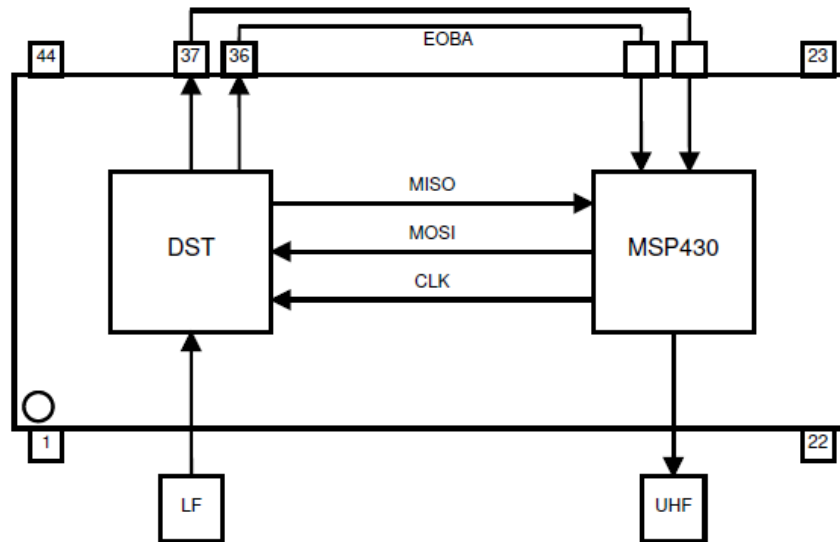 44
37
36
EOBA
23
MISO
DST
MOSI
MSP430
CLK
1
22
LF
UHF